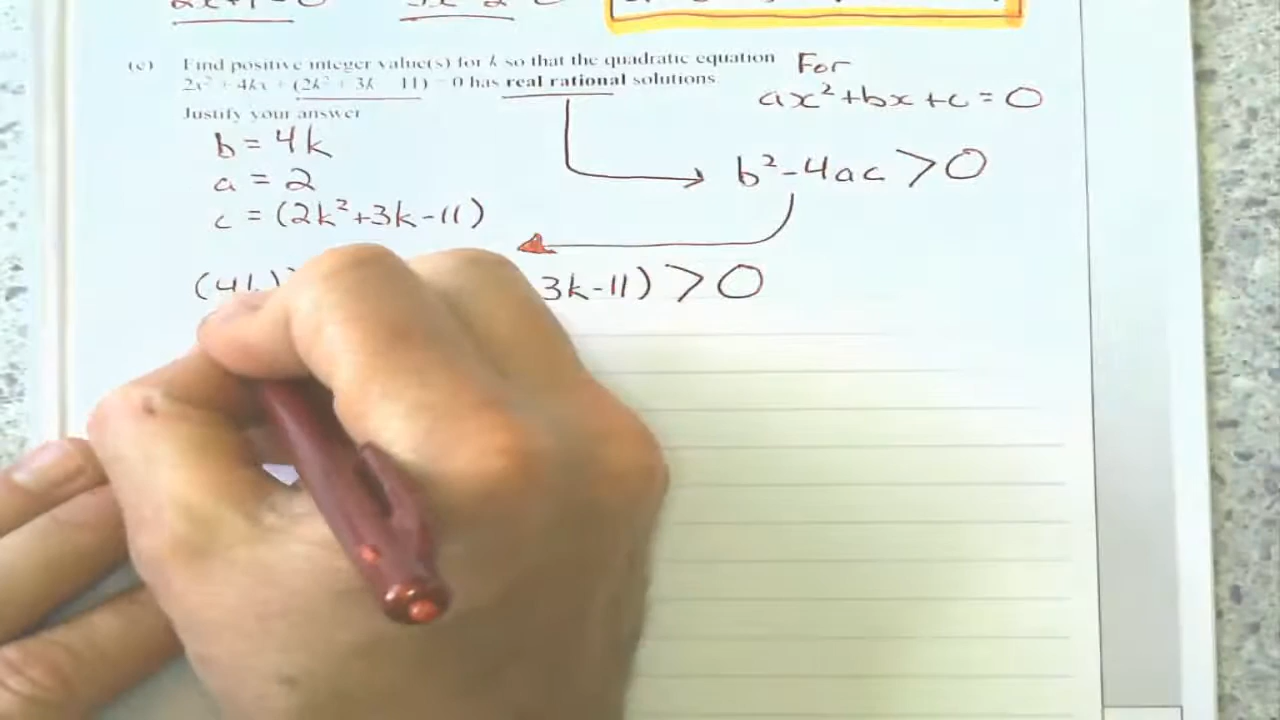 (c) Find positive integer value(s) for k so that the quadratic equation
2x² + 4kx + (2k² + 3k − 11) = 0 has real rational solutions
Justify your answer
For
ax²+bx+c=0
b = 4k
a = 2
c = (2k²+3k-11)
b²-4ac >0
3k-11) >0